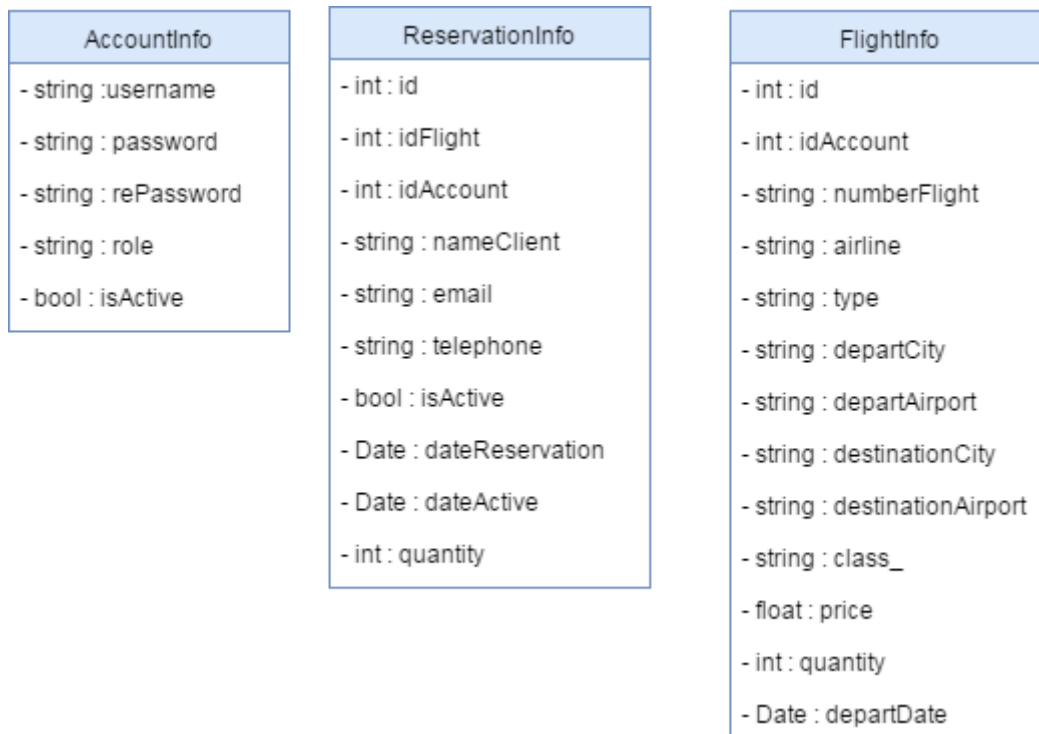 AccountInfo
- string :username
- string : password
- string : rePassword
- string : role
- bool : isActive
ReservationInfo
- int : id
- int : idFlight
- int : idAccount
- string : nameClient
- string : email
- string : telephone
- bool : isActive
- Date : dateReservation
- Date : dateActive
- int : quantity
FlightInfo
- int : id
- int : idAccount
- string : numberFlight
- string : airline
- string : type
- string : departCity
- string : departAirport
- string : destinationCity
- string : destinationAirport
- string : class_
- float : price
- int : quantity
- Date : departDate